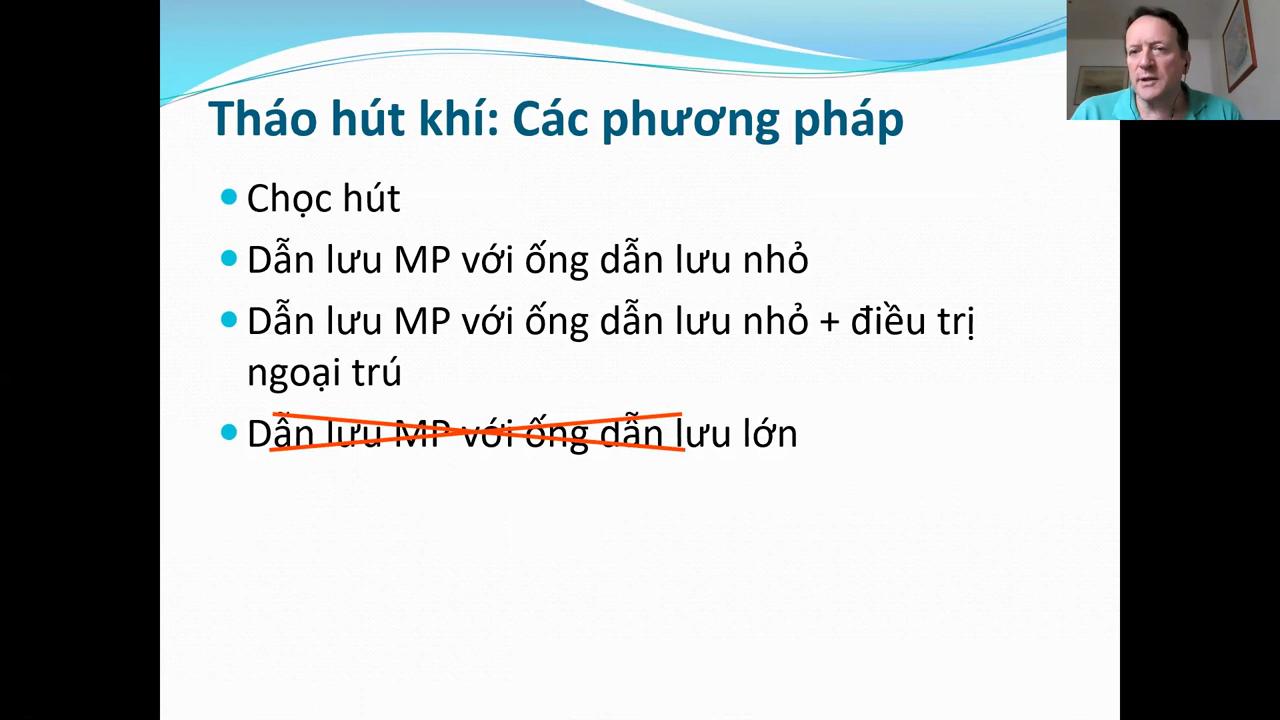 Tháo hút khí: Các phương pháp
Chọc hút
Dẫn lưu MP với ống dẫn lưu nhỏ
Dẫn lưu MP với ống dẫn lưu nhỏ + điều trị
ngoại trú
Dẫn lưu MP với ống dẫn lưu lớn